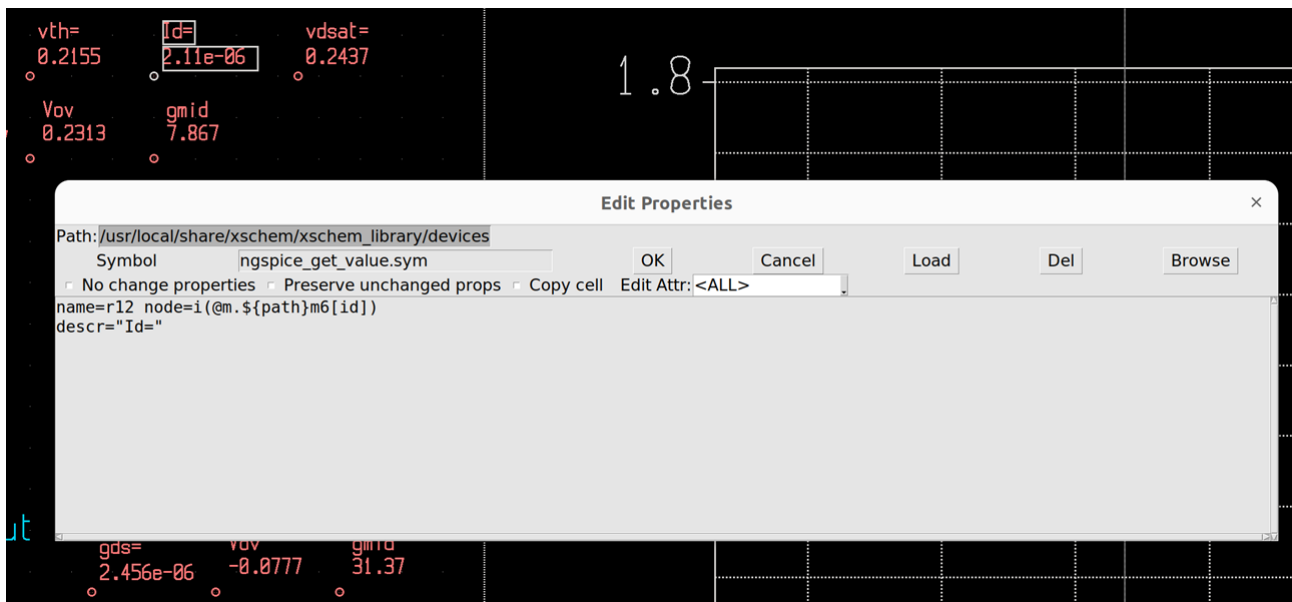 vth= Id= vdsat=
0.2155 2.11e-06 0.2437
1.8
Vov gmid
0.2313 7.867
Edit Properties ×
Path: /usr/local/share/xschem/xschem_library/devices
Symbol ngspice_get_value.sym OK Cancel Load Del Browse
No change properties Preserve unchanged props Copy cell Edit Attr: <ALL>
name=r12 node=i(@m.${path}m6[id])
descr="Id="
ut
gds= Vov gmid
2.456e-06 -0.0777 31.37